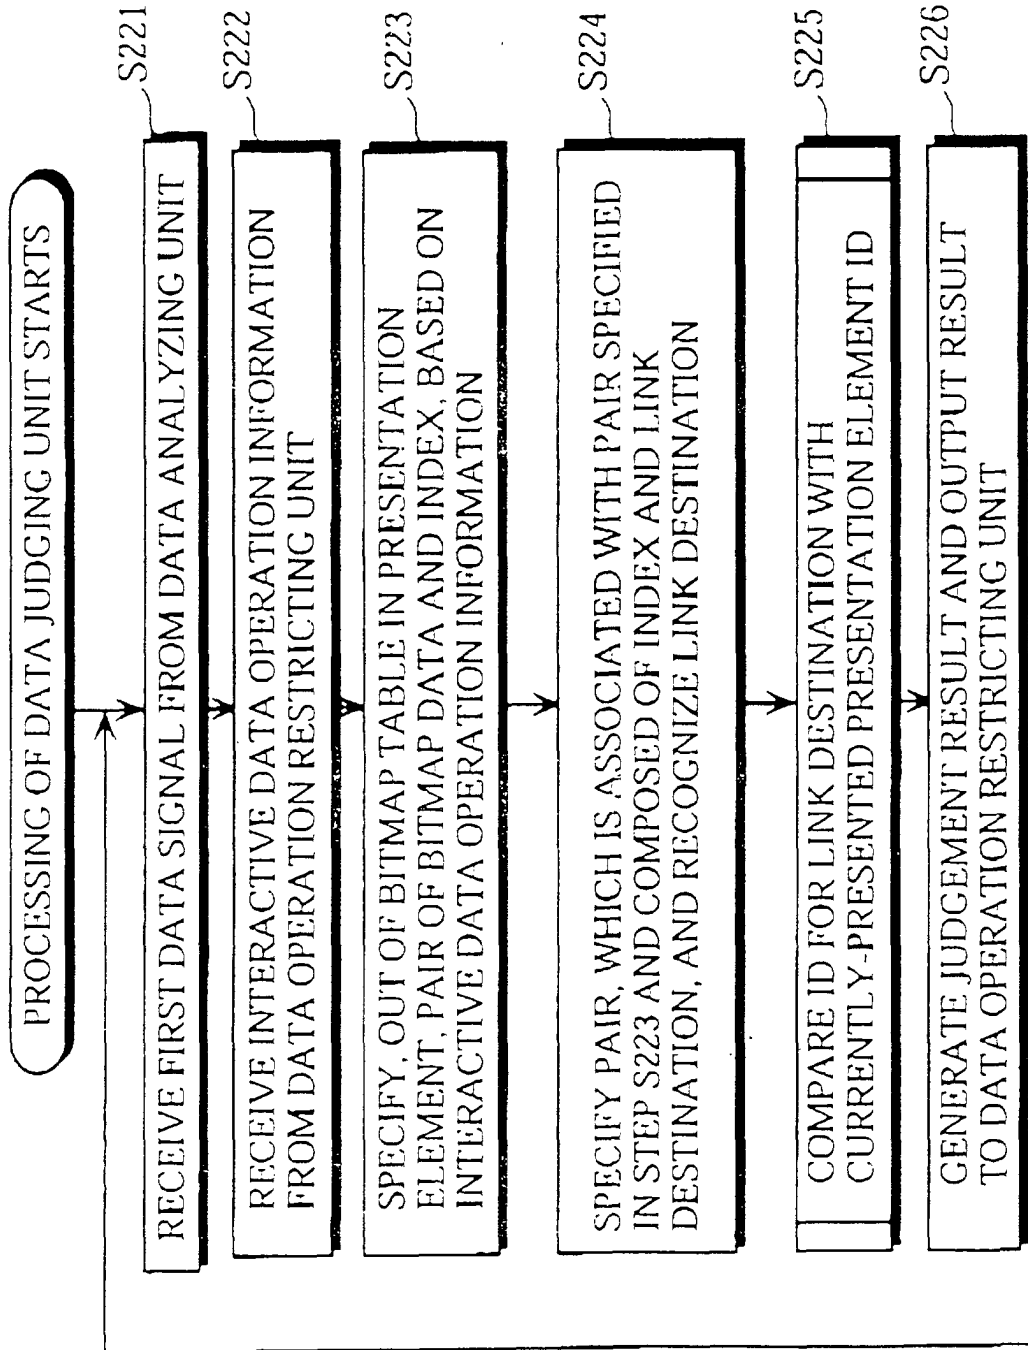 PROCESSING OF DATA JUDGING UNIT STARTS
S221
RECEIVE FIRST DATA SIGNAL FROM DATA ANALYZING UNIT
S222
RECEIVE INTERACTIVE DATA OPERATION INFORMATION
FROM DATA OPERATION RESTRICTING UNIT
S223
SPECIFY, OUT OF BITMAP TABLE IN PRESENTATION
ELEMENT, PAIR OF BITMAP DATA AND INDEX, BASED ON
INTERACTIVE DATA OPERATION INFORMATION
S224
SPECIFY PAIR, WHICH IS ASSOCIATED WITH PAIR SPECIFIED
IN STEP S223 AND COMPOSED OF INDEX AND LINK
DESTINATION, AND RECOGNIZE LINK DESTINATION
S225
COMPARE ID FOR LINK DESTINATION WITH
CURRENTLY-PRESENTED PRESENTATION ELEMENT ID
S226
GENERATE JUDGEMENT RESULT AND OUTPUT RESULT
TO DATA OPERATION RESTRICTING UNIT